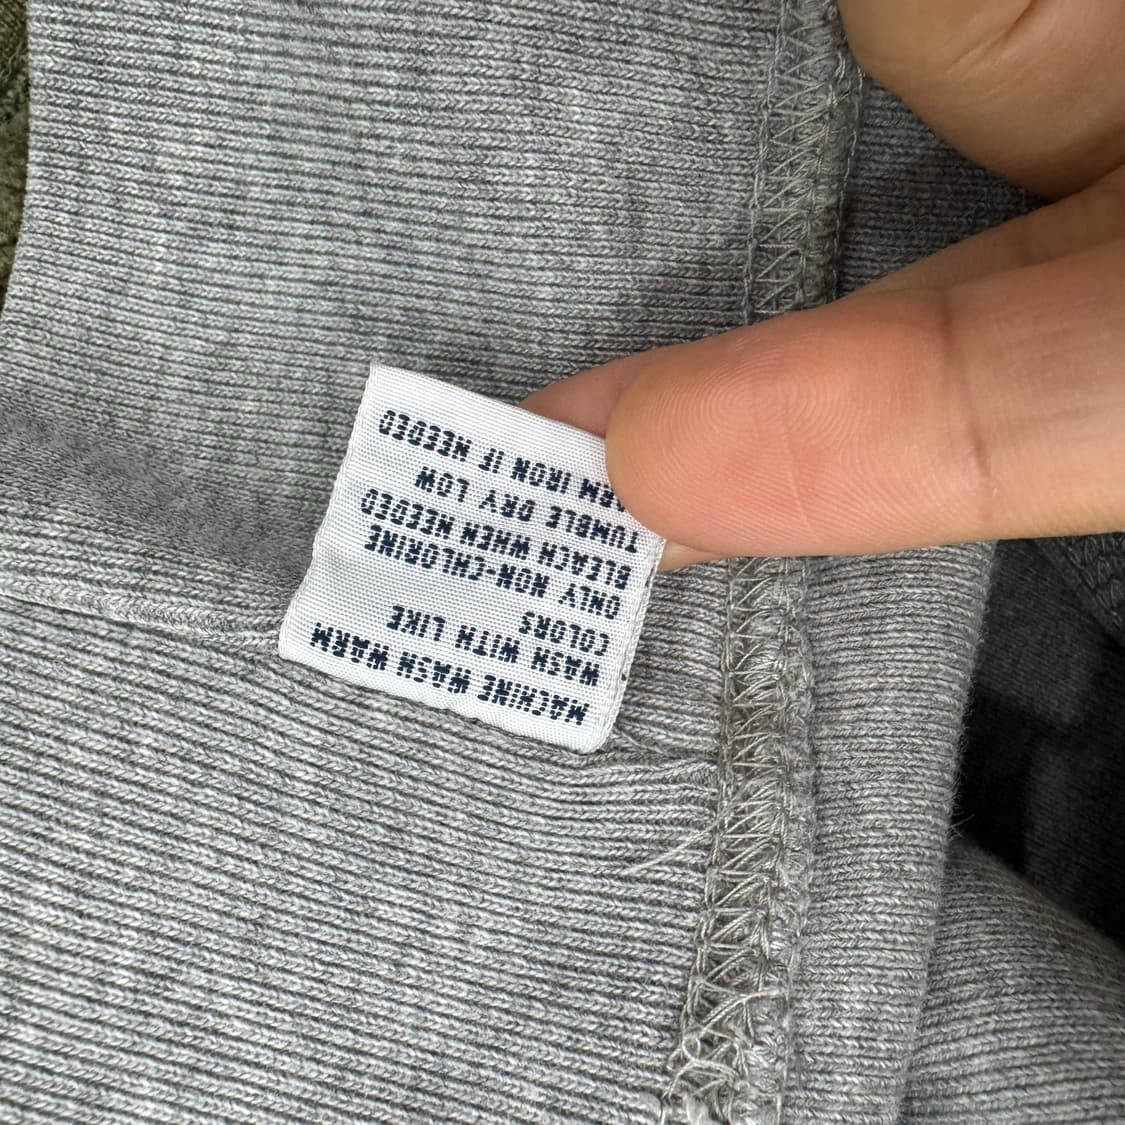 MACHINE WASH WARM
WASH WITH LIKE
COLORS
ONLY NON-CHLORINE
BLEACH WHEN NEEDED
TUMBLE DRY LOW
IRON IF NEEDED